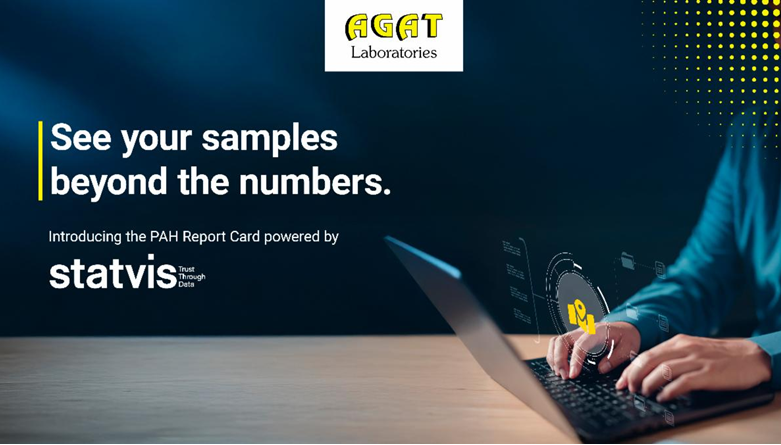 AGAT
Laboratories
See your samples
beyond the numbers.
Introducing the PAH Report Card powered by
statvis
Trust
Through
Data